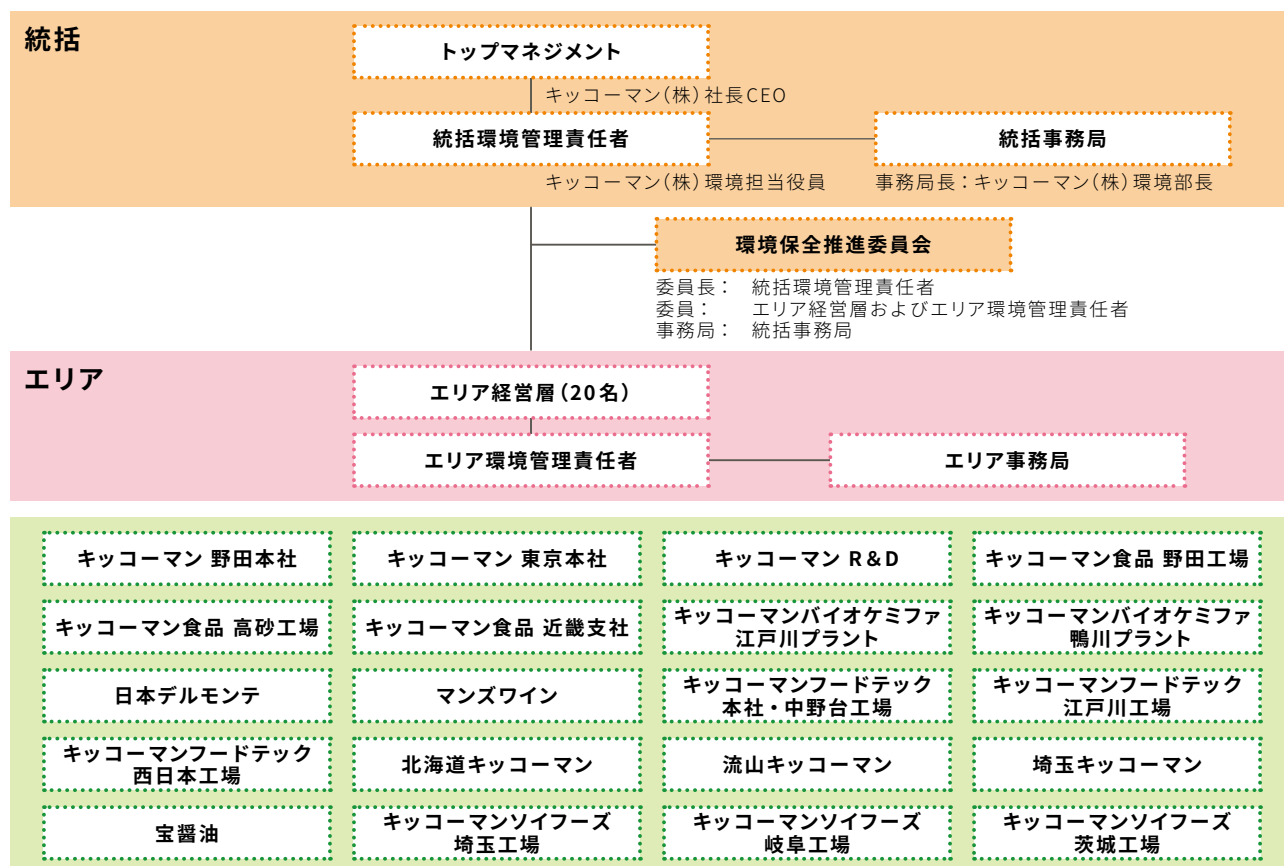 統括
トップマネジメント
キッコーマン(株)社長CEO
統括環境管理責任者
統括事務局
キッコーマン(株)環境担当役員
事務局長:キッコーマン(株)環境部長
環境保全推進委員会
委員長: 統括環境管理責任者
委員: エリア経営層およびエリア環境管理責任者
事務局: 統括事務局
エリア
エリア経営層(20名)
エリア環境管理責任者
エリア事務局
キッコーマン 野田本社
キッコーマン 東京本社
キッコーマン R&D
キッコーマン食品 野田工場
キッコーマン食品 高砂工場
キッコーマン食品 近畿支社
キッコーマンバイオケミファ
江戸川プラント
キッコーマンバイオケミファ
鴨川プラント
日本デルモンテ
マンズワイン
キッコーマンフードテック
本社・中野台工場
キッコーマンフードテック
江戸川工場
キッコーマンフードテック
西日本工場
北海道キッコーマン
流山キッコーマン
埼玉キッコーマン
宝醤油
キッコーマンソイフーズ
埼玉工場
キッコーマンソイフーズ
岐阜工場
キッコーマンソイフーズ
茨城工場